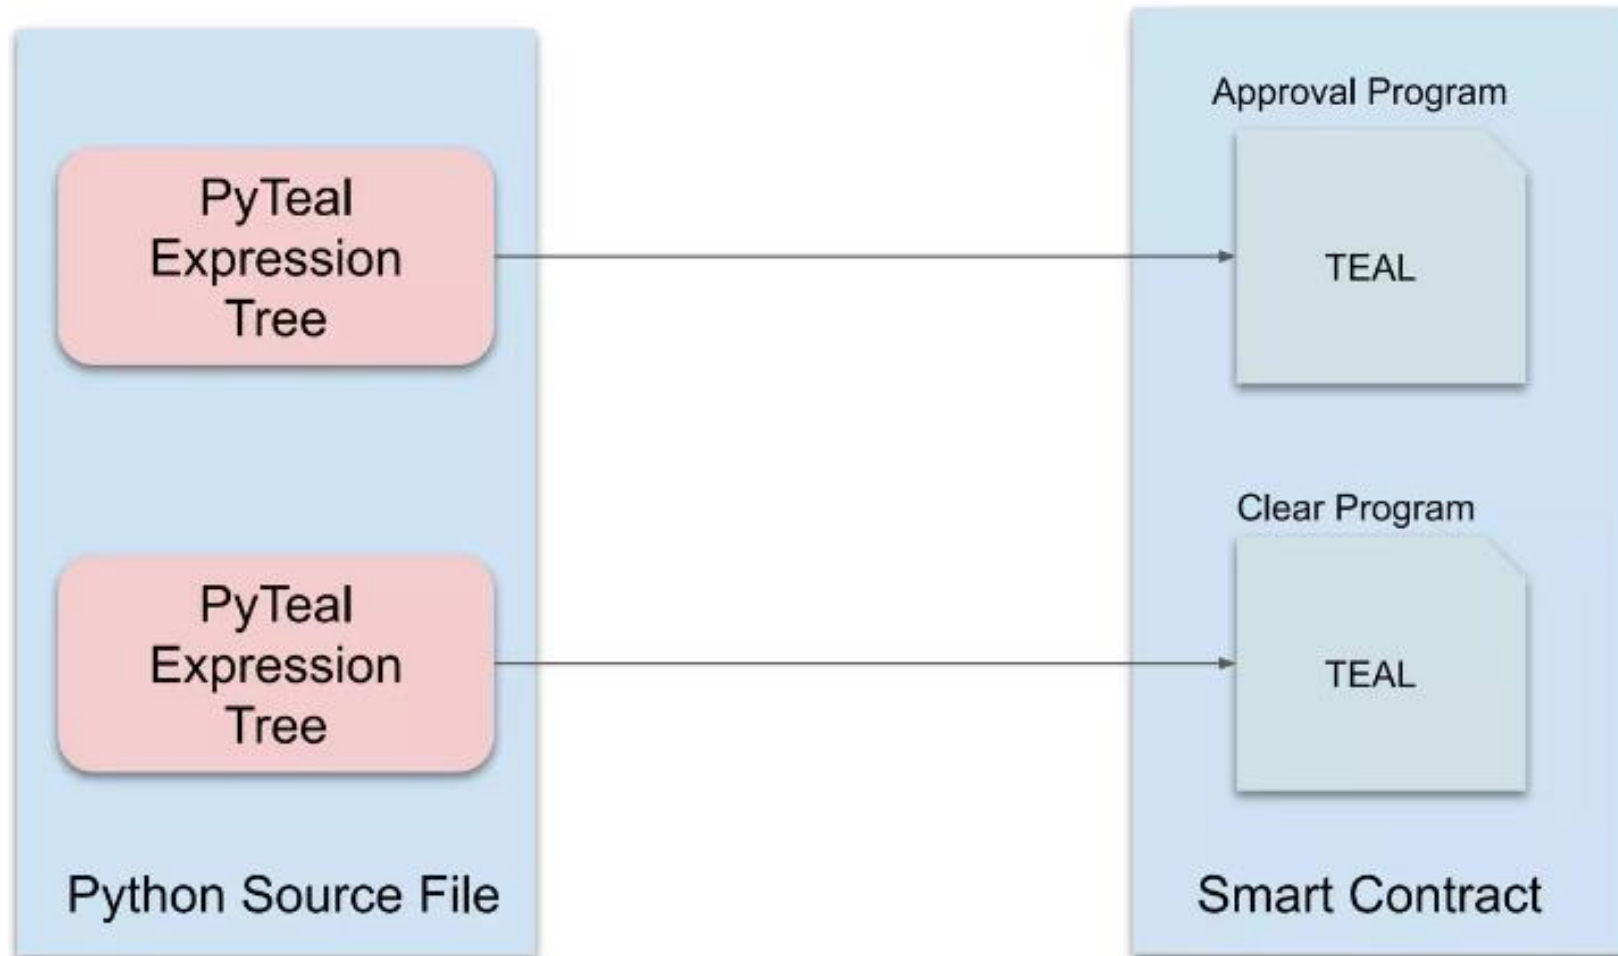 PyTeal
Expression
Tree
PyTeal
Expression
Tree
Python Source File
Approval Program
TEAL
Clear Program
TEAL
Smart Contract